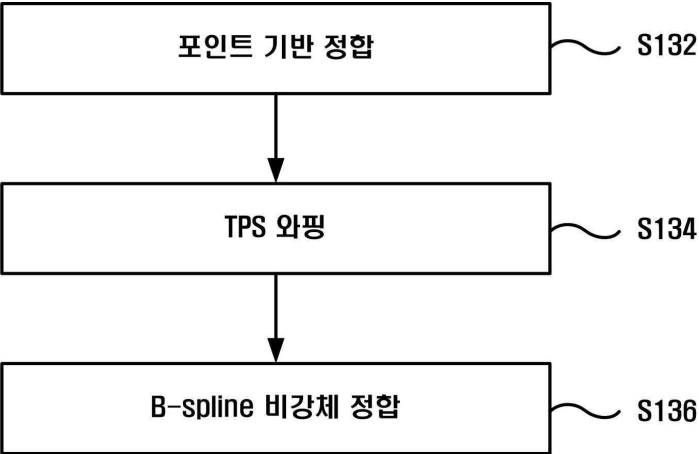 포인트 기반 정합
S132
TPS 와핑
S134
B-spline 비강체 정합
S136